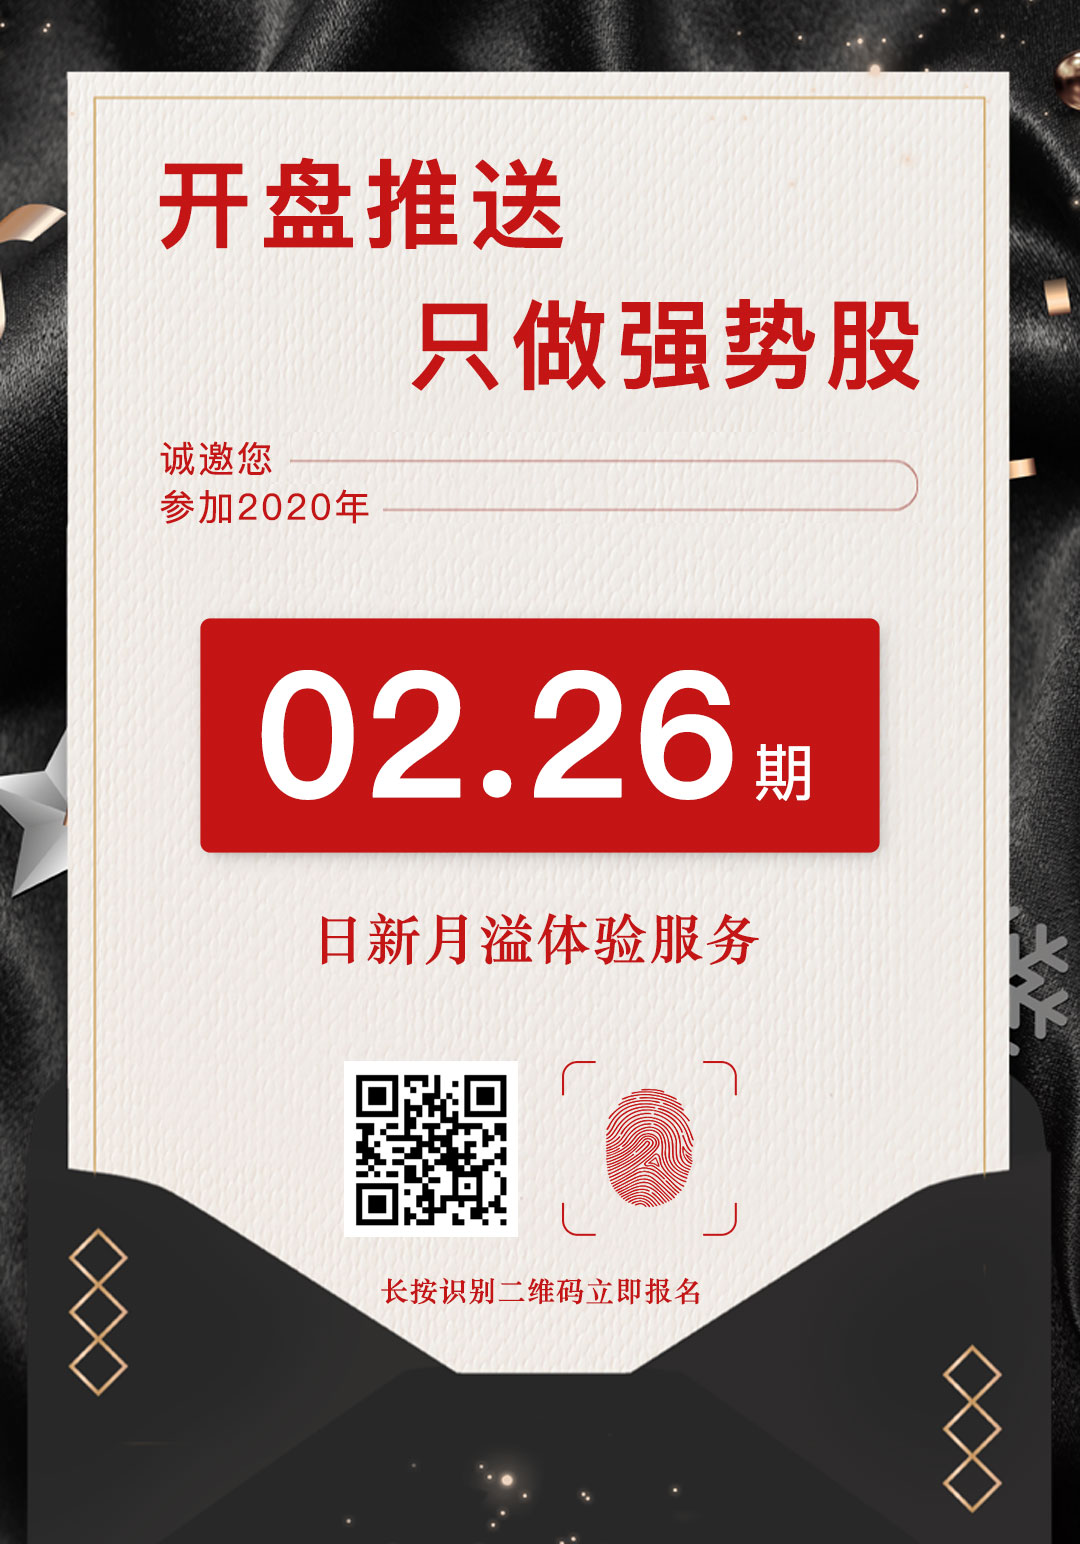 开盘推送
只做强势股
诚邀您
参加2020年
02.26期
日新月溢体验服务
长按识别二维码立即报名